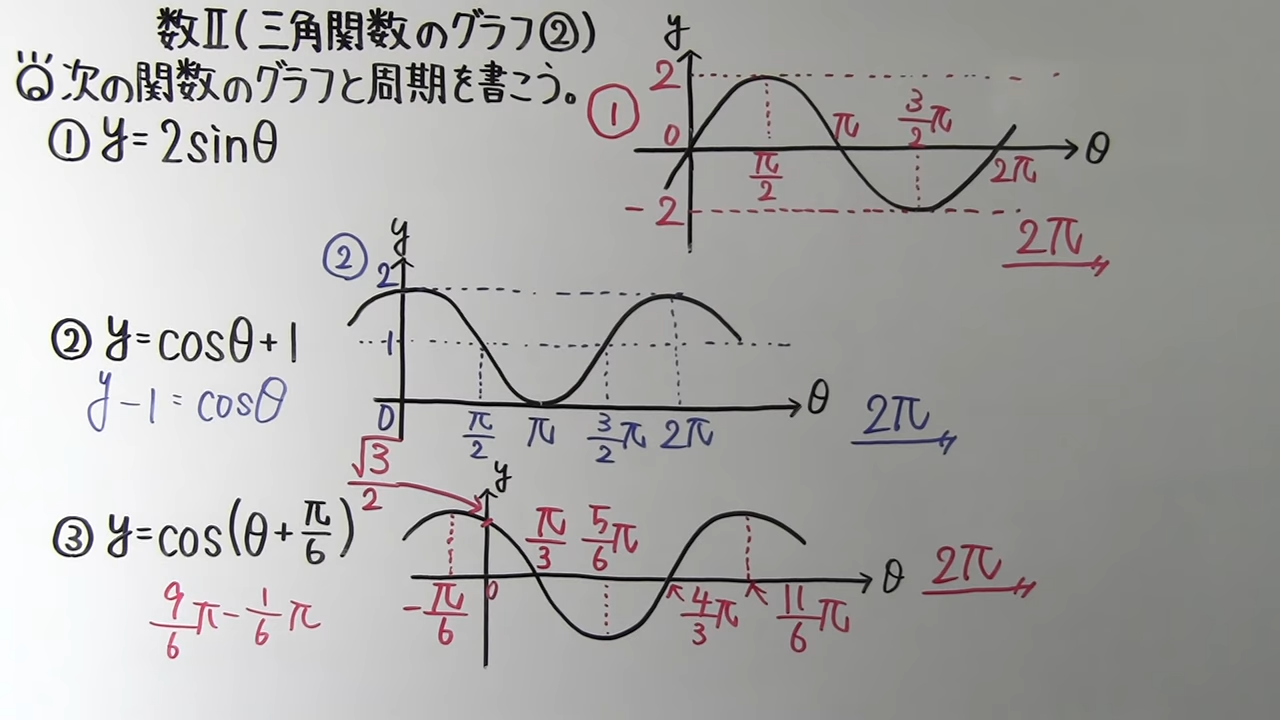 数Ⅱ(三角関数のグラフ②)
次の関数のグラフと周期を書こう。
① y=2sinθ
①
y
2
0
π/2
π
3/2π
2π
θ
-2
2π
② y=cosθ+1
y-1=cosθ
②
y
2
1
0
π/2
π
3/2π
2π
θ
2π
③ y=cos(θ+π/6)
9/6π-1/6π
√3/2
y
-π/6
0
π/3
5/6π
4/3π
11/6π
θ
2π